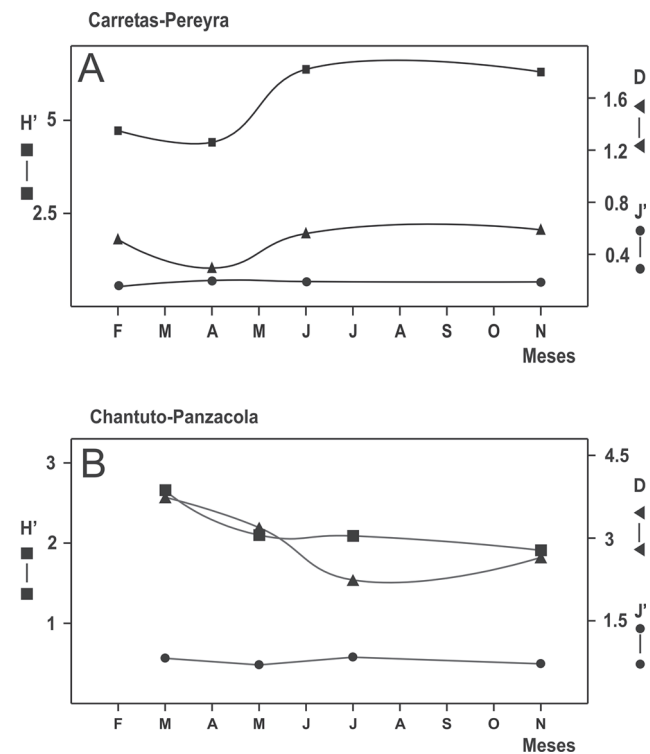 Carretas-Pereyra
A
D
H'
5
1.6
1.2
0.8
J'
2.5
0.4
F M A M J J A S O N
Meses
Chantuto-Panzacola
B
3
4.5
D
H'
2
3
1
1.5
J'
F M A M J J A S O N
Meses